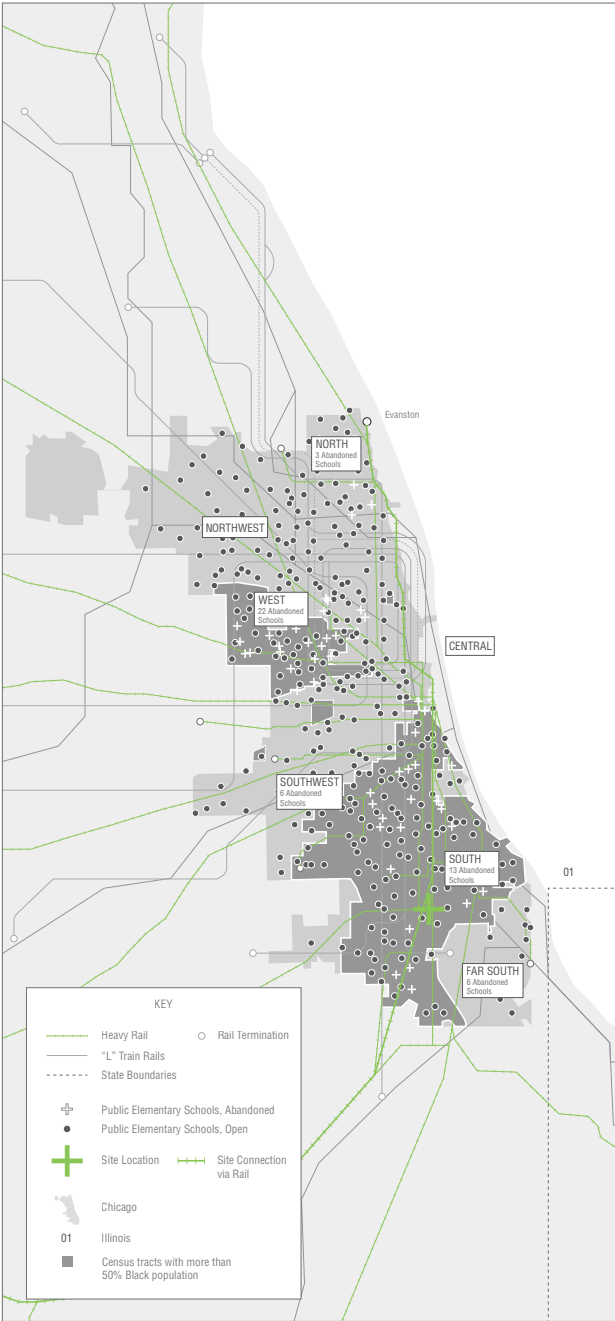 Evanston
NORTH
3 Abandoned
Schools
NORTHWEST
WEST
22 Abandoned
Schools
CENTRAL
SOUTHWEST
6 Abandoned
Schools
SOUTH
13 Abandoned
Schools
01
FAR SOUTH
6 Abandoned
Schools
KEY
Heavy Rail
Rail Termination
"L" Train Rails
State Boundaries
Public Elementary Schools, Abandoned
Public Elementary Schools, Open
Site Location
Site Connection
via Rail
Chicago
01
Illinois
Census tracts with more than
50% Black population